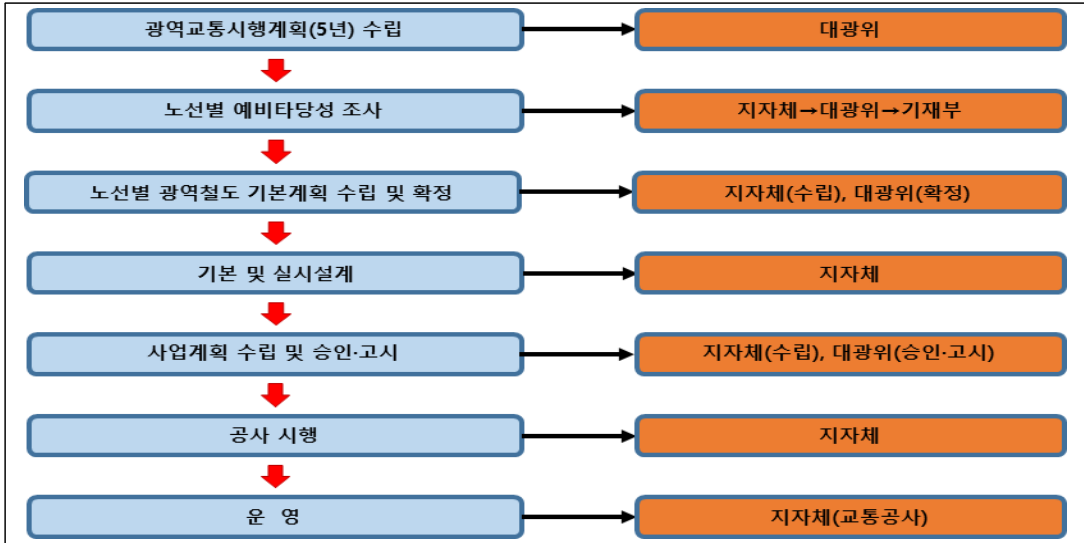 광역교통시행계획(5년) 수립
대광위
노선별 예비타당성 조사
지자체→대광위→기재부
노선별 광역철도 기본계획 수립 및 확정
지자체(수립), 대광위(확정)
기본 및 실시설계
지자체
사업계획 수립 및 승인·고시
지자체(수립), 대광위(승인·고시)
공사 시행
지자체
운 영
지자체(교통공사)